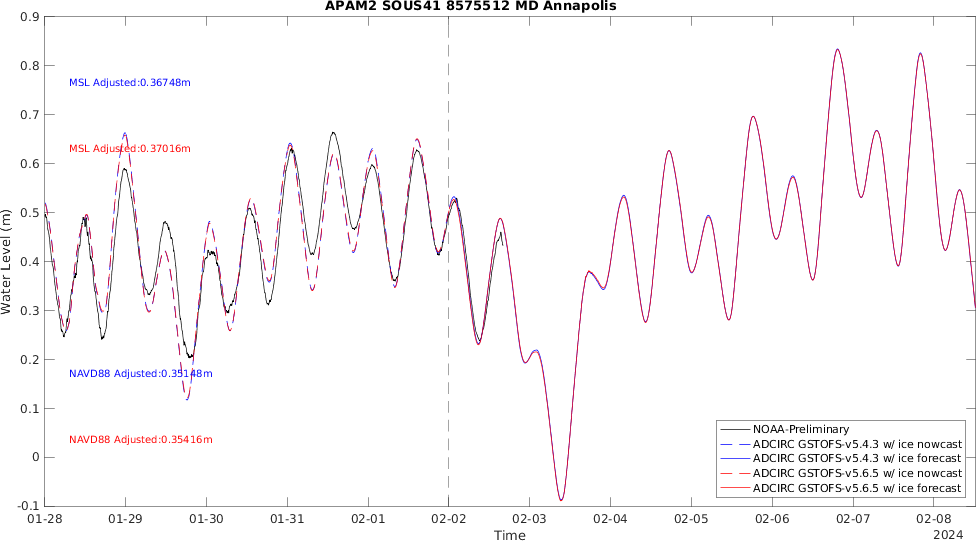 APAM2 SOUS41 8575512 MD Annapolis
0.9
0.8
0.7
0.6
0.5
0.4
0.3
0.2
0.1
0
-0.1
Water Level (m)
MSL Adjusted:0.36748m
MSL Adjusted:0.37016m
NAVD88 Adjusted:0.35148m
NAVD88 Adjusted:0.35416m
NOAA-Preliminary
ADCIRC GSTOFS-v5.4.3 w/ ice nowcast
ADCIRC GSTOFS-v5.4.3 w/ ice forecast
ADCIRC GSTOFS-v5.6.5 w/ ice nowcast
ADCIRC GSTOFS-v5.6.5 w/ ice forecast
01-28 01-29 01-30 01-31 02-01 02-02 02-03 02-04 02-05 02-06 02-07 02-08
Time
2024